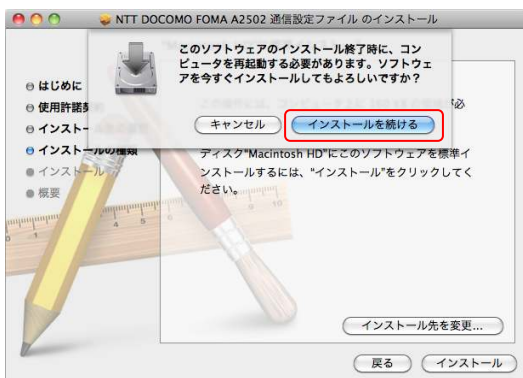 NTT DOCOMO FOMA A2502 通信設定ファイル のインストール
このソフトウェアのインストール終了時に、コン
ピュータを再起動する必要があります。ソフトウェ
アを今すぐインストールしてもよろしいですか？
キャンセル
インストールを続ける
はじめに
使用許諾
インストー
インストールの種類
インストール
概要
必
ディスク“Macintosh HD”にこのソフトウェアを標準イ
ンストールするには、“インストール”をクリックしてく
ださい。
インストール先を変更...
戻る
インストール